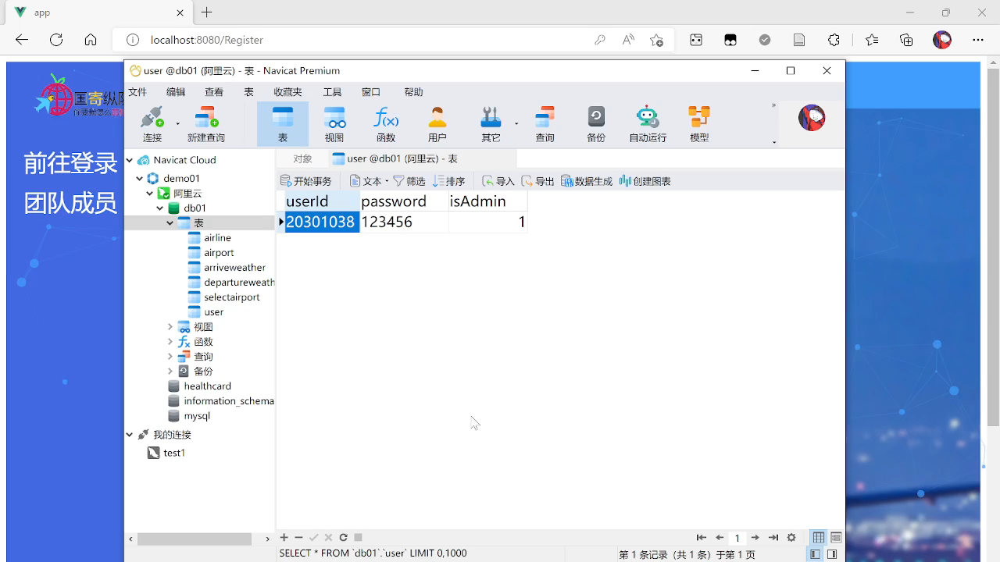 app
localhost:8080/Register
user @db01 (阿里云) - 表 - Navicat Premium
文件 编辑 查看 表 收藏夹 工具 窗口 帮助
连接 新建查询 表 视图 函数 用户 其它 查询 备份 自动运行 模型
国寄纵队
前往登录
团队成员
Navicat Cloud
demo01
阿里云
db01
表
airline
airport
arriveweather
departureweath
selectairport
user
视图
函数
查询
备份
healthcard
information_schema
mysql
我的连接
test1
对象 user @db01 (阿里云) - 表
开始事务 文本 筛选 排序 导入 导出 数据生成 创建图表
userId password isAdmin
20301038 123456 1
1
SELECT * FROM `db01`.`user` LIMIT 0,1000
第 1 条记录（共 1 条）于第 1 页